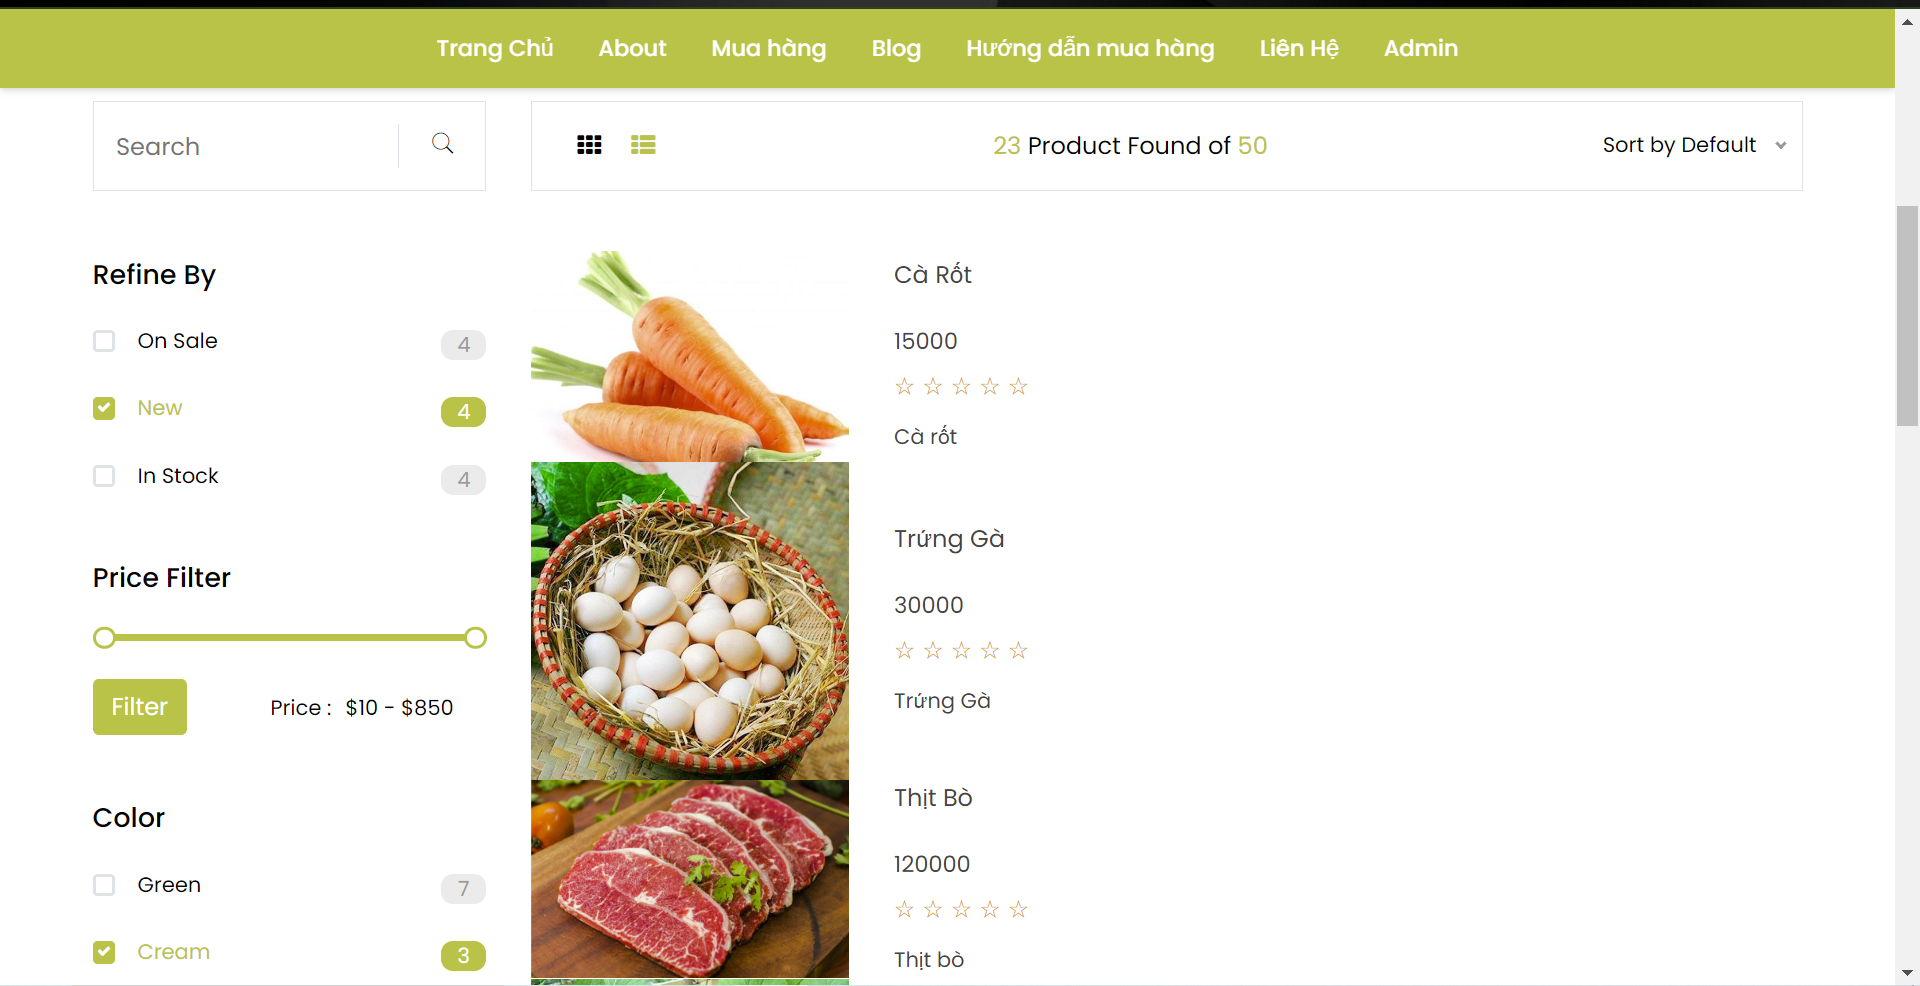 Trang Chủ About Mua hàng Blog Hướng dẫn mua hàng Liên Hệ Admin
Search
23 Product Found of 50
Sort by Default
Refine By
On Sale 4
New 4
In Stock 4
Price Filter
Filter Price : $10 - $850
Color
Green 7
Cream 3
Cà Rốt
15000
Cà rốt
Trứng Gà
30000
Trứng Gà
Thịt Bò
120000
Thịt bò